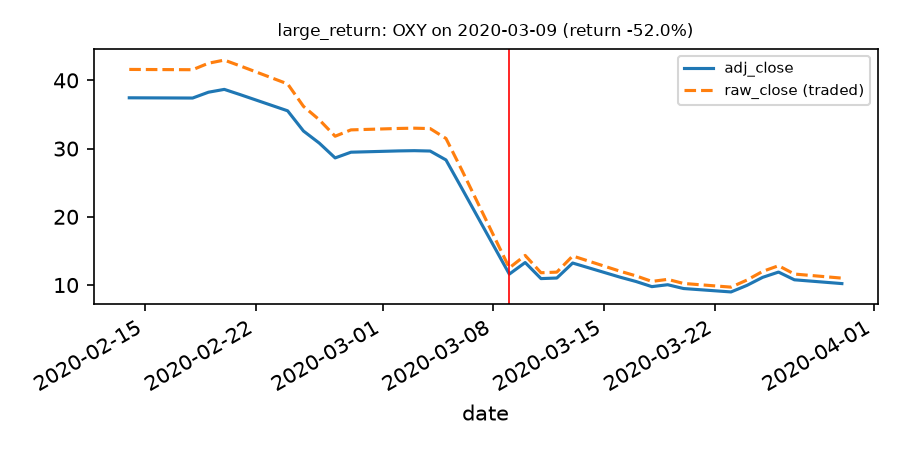 large_return: OXY on 2020-03-09 (return -52.0%)
adj_close
raw_close (traded)
40
30
20
10
2020-02-15
2020-02-22
2020-03-01
2020-03-08
2020-03-15
2020-03-22
2020-04-01
date